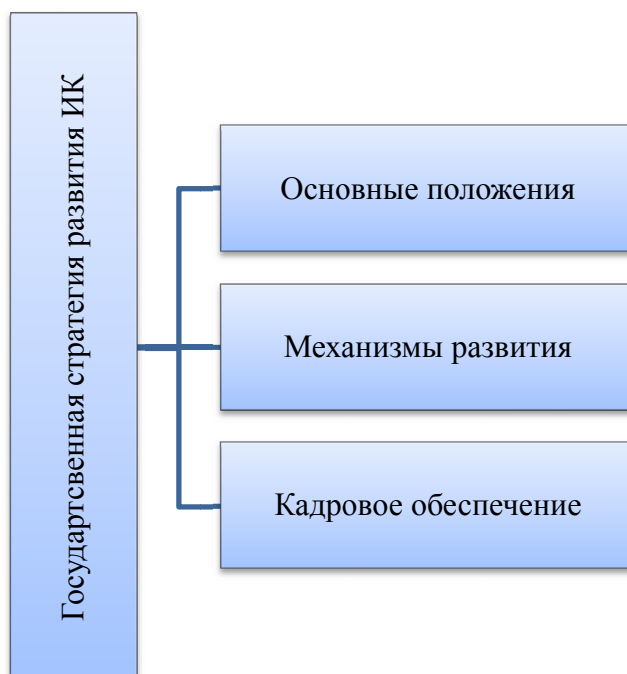 Государтсвенная стратегия развития ИК
Основные положения
Механизмы развития
Кадровое обеспечение